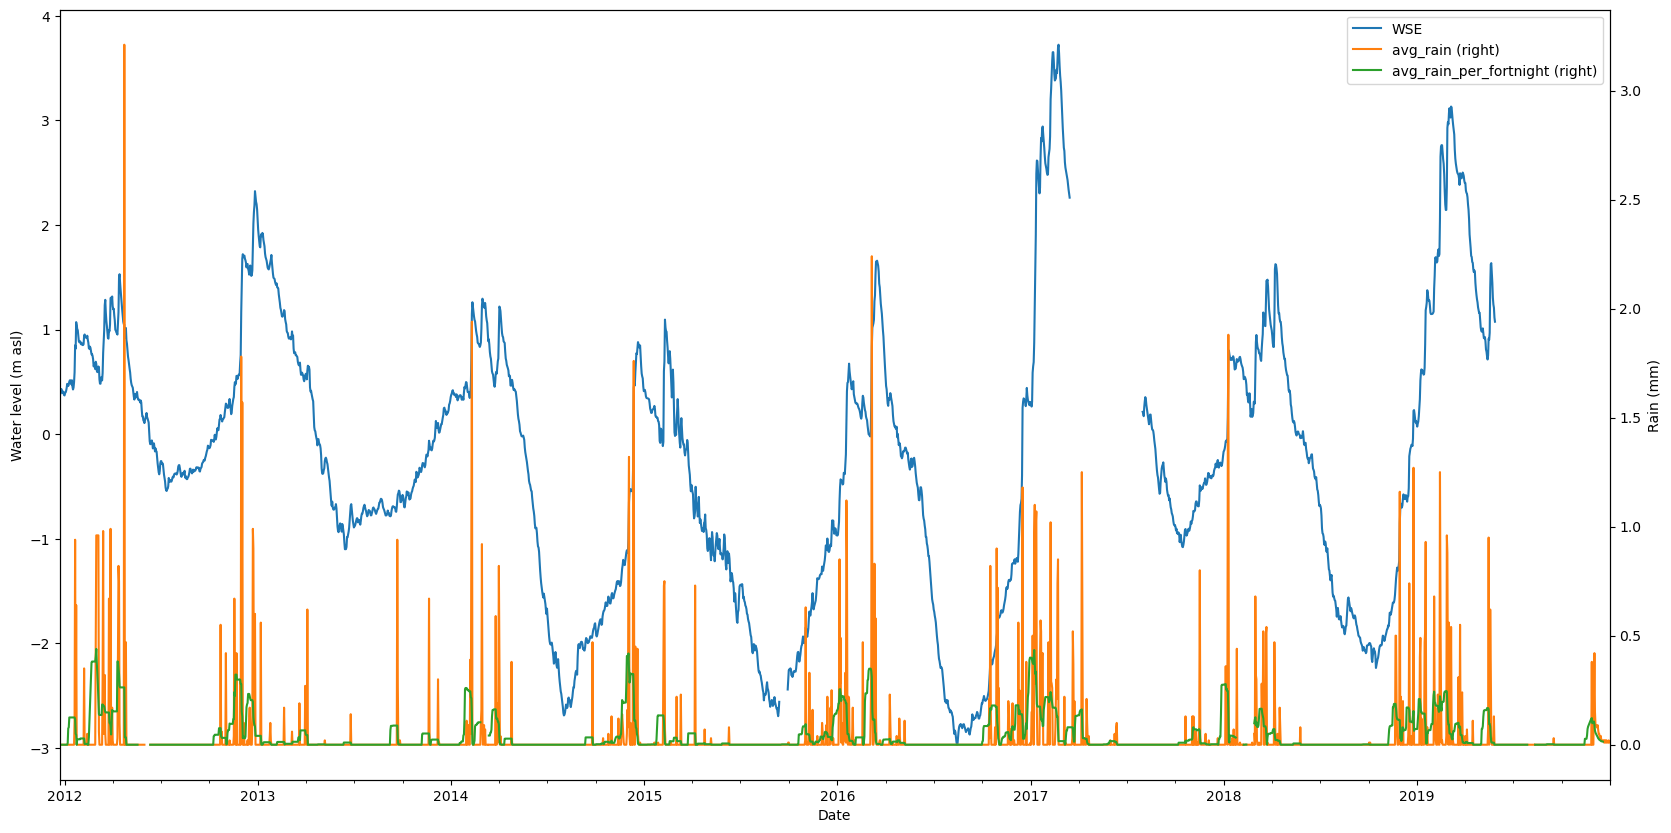 WSE
avg_rain (right)
avg_rain_per_fortnight (right)
4
3
2
1
0
−1
−2
−3
Water level (m asl)
3.0
2.5
2.0
1.5
1.0
0.5
0.0
Rain (mm)
2012 2013 2014 2015 2016 2017 2018 2019
Date